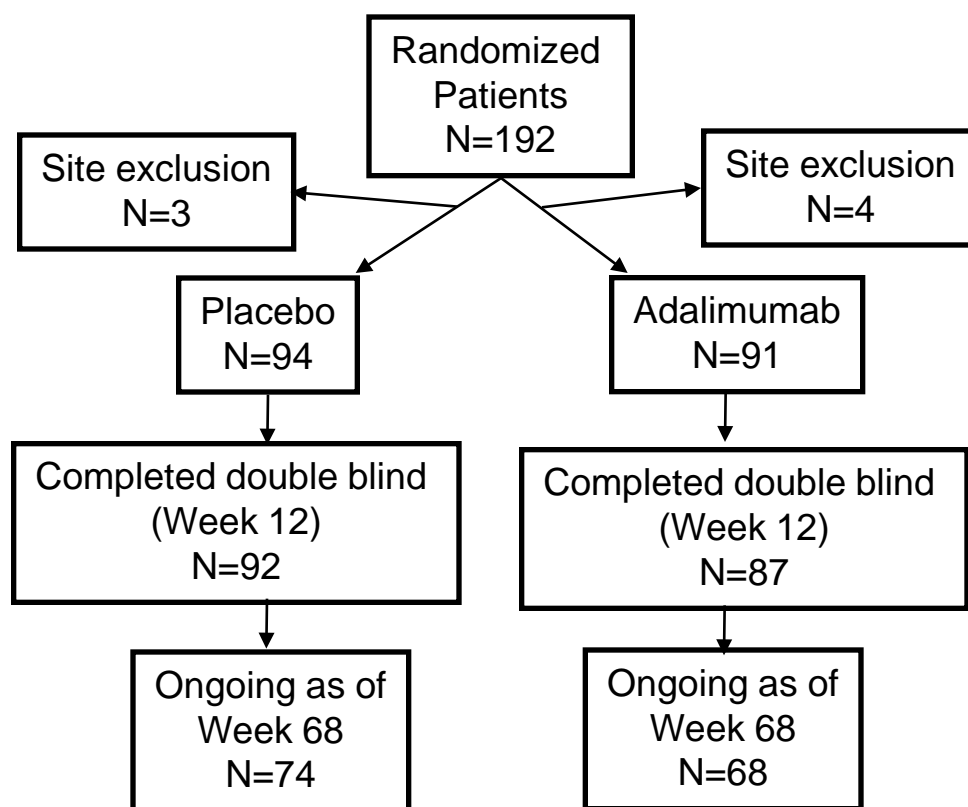 Randomized
Patients
N=192
Site exclusion
N=3
Site exclusion
N=4
Placebo
N=94
Adalimumab
N=91
Completed double blind
(Week 12)
N=92
Completed double blind
(Week 12)
N=87
Ongoing as of
Week 68
N=74
Ongoing as of
Week 68
N=68